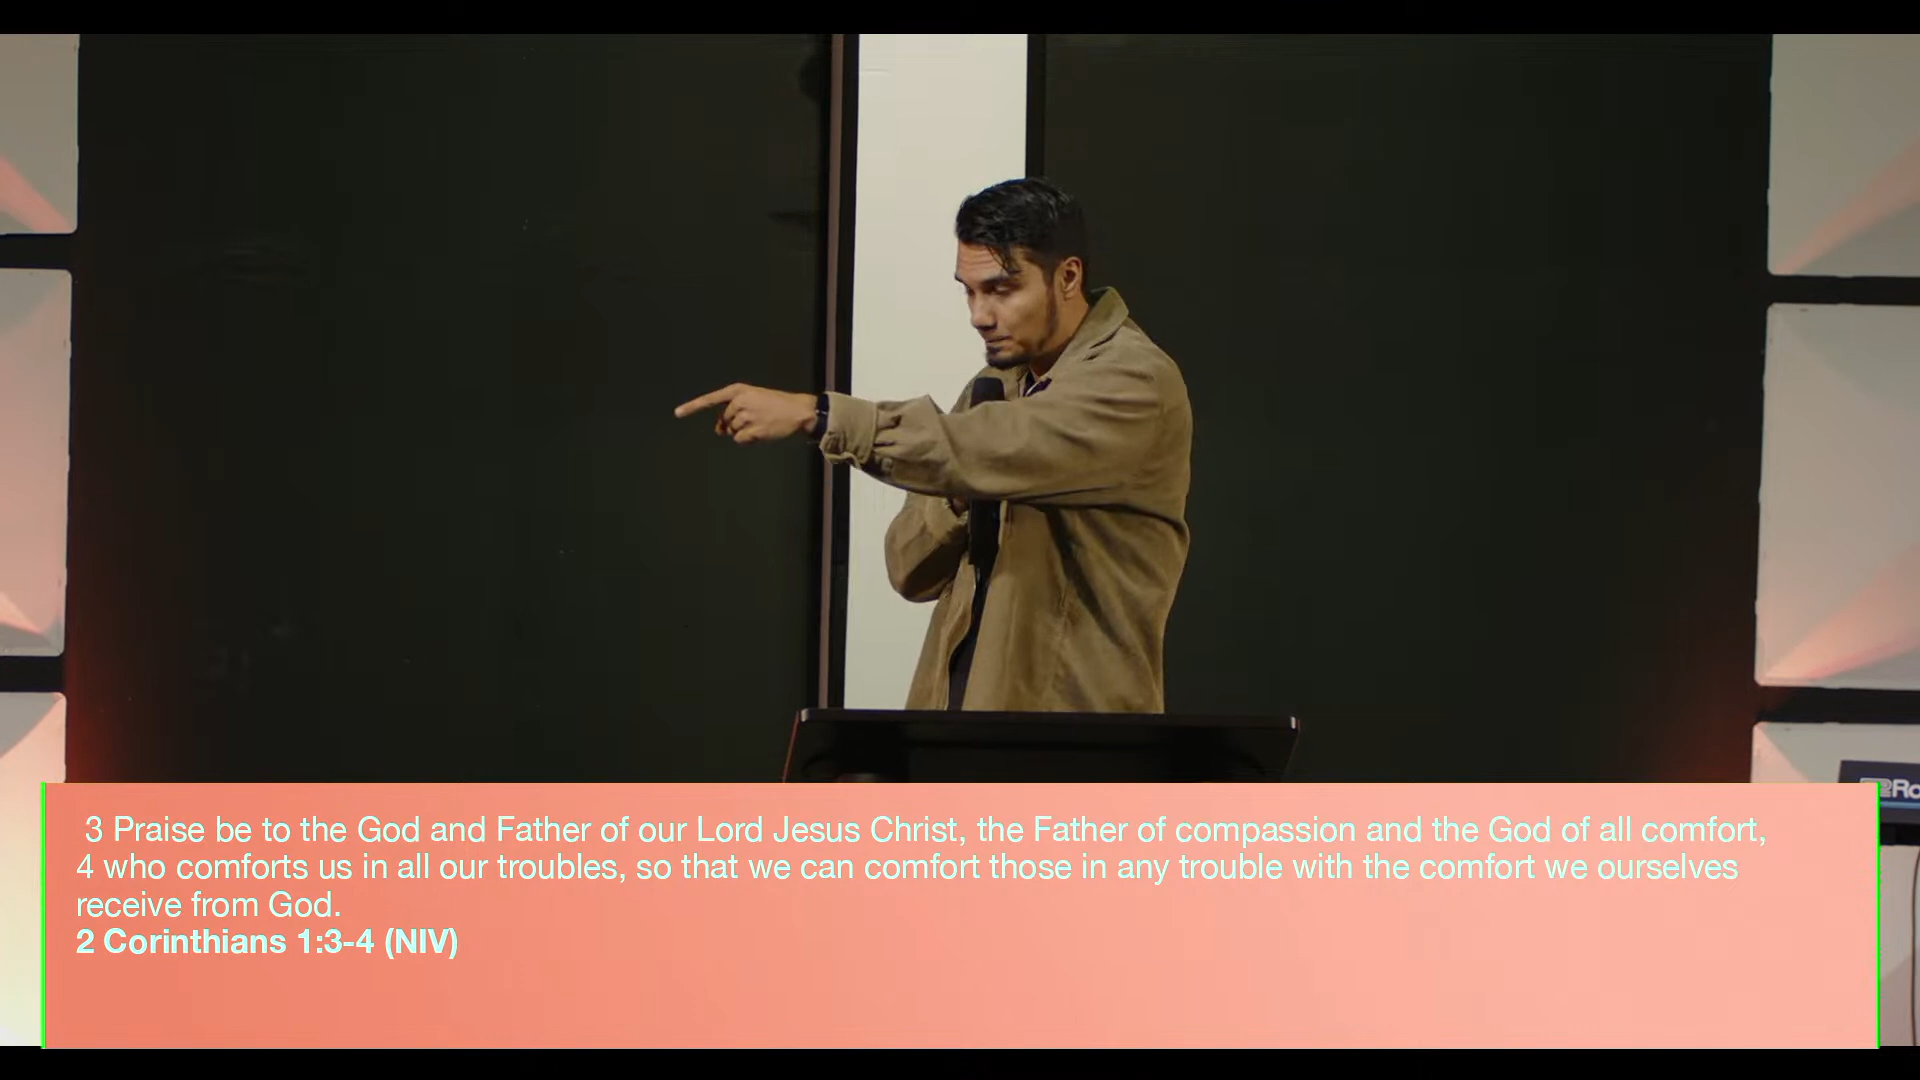 3 Praise be to the God and Father of our Lord Jesus Christ, the Father of compassion and the God of all comfort,
4 who comforts us in all our troubles, so that we can comfort those in any trouble with the comfort we ourselves
receive from God.
2 Corinthians 1:3-4 (NIV)